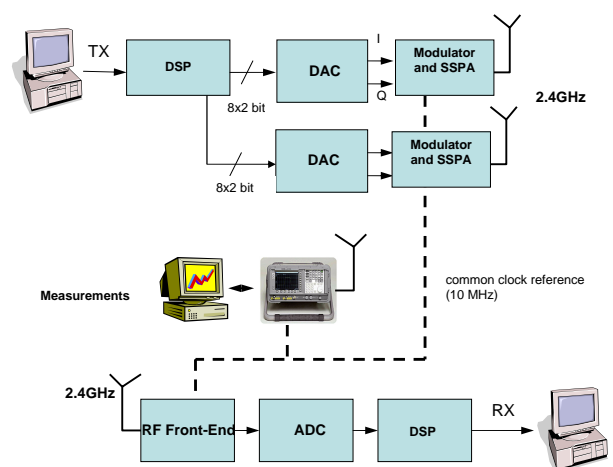 TX
DSP
8x2 bit
DAC
I
Q
Modulator
and SSPA
2.4GHz
8x2 bit
DAC
Modulator
and SSPA
Measurements
common clock reference
(10 MHz)
2.4GHz
RF Front-End
ADC
DSP
RX